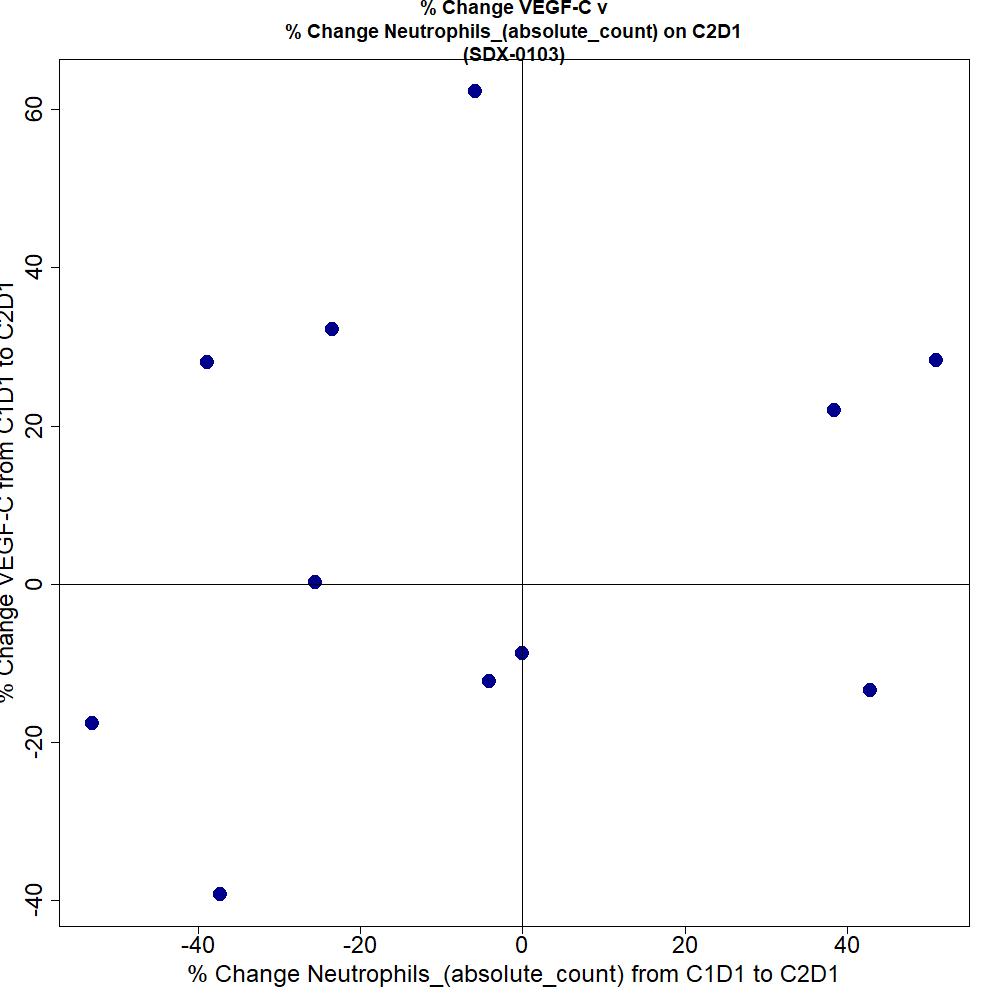 % Change VEGF-C v
% Change Neutrophils_(absolute_count) on C2D1
(SDX-0103)
% Change VEGF-C from C1D1 to C2D1
60
40
20
0
-20
-40
-40
-20
0
20
40
% Change Neutrophils_(absolute_count) from C1D1 to C2D1